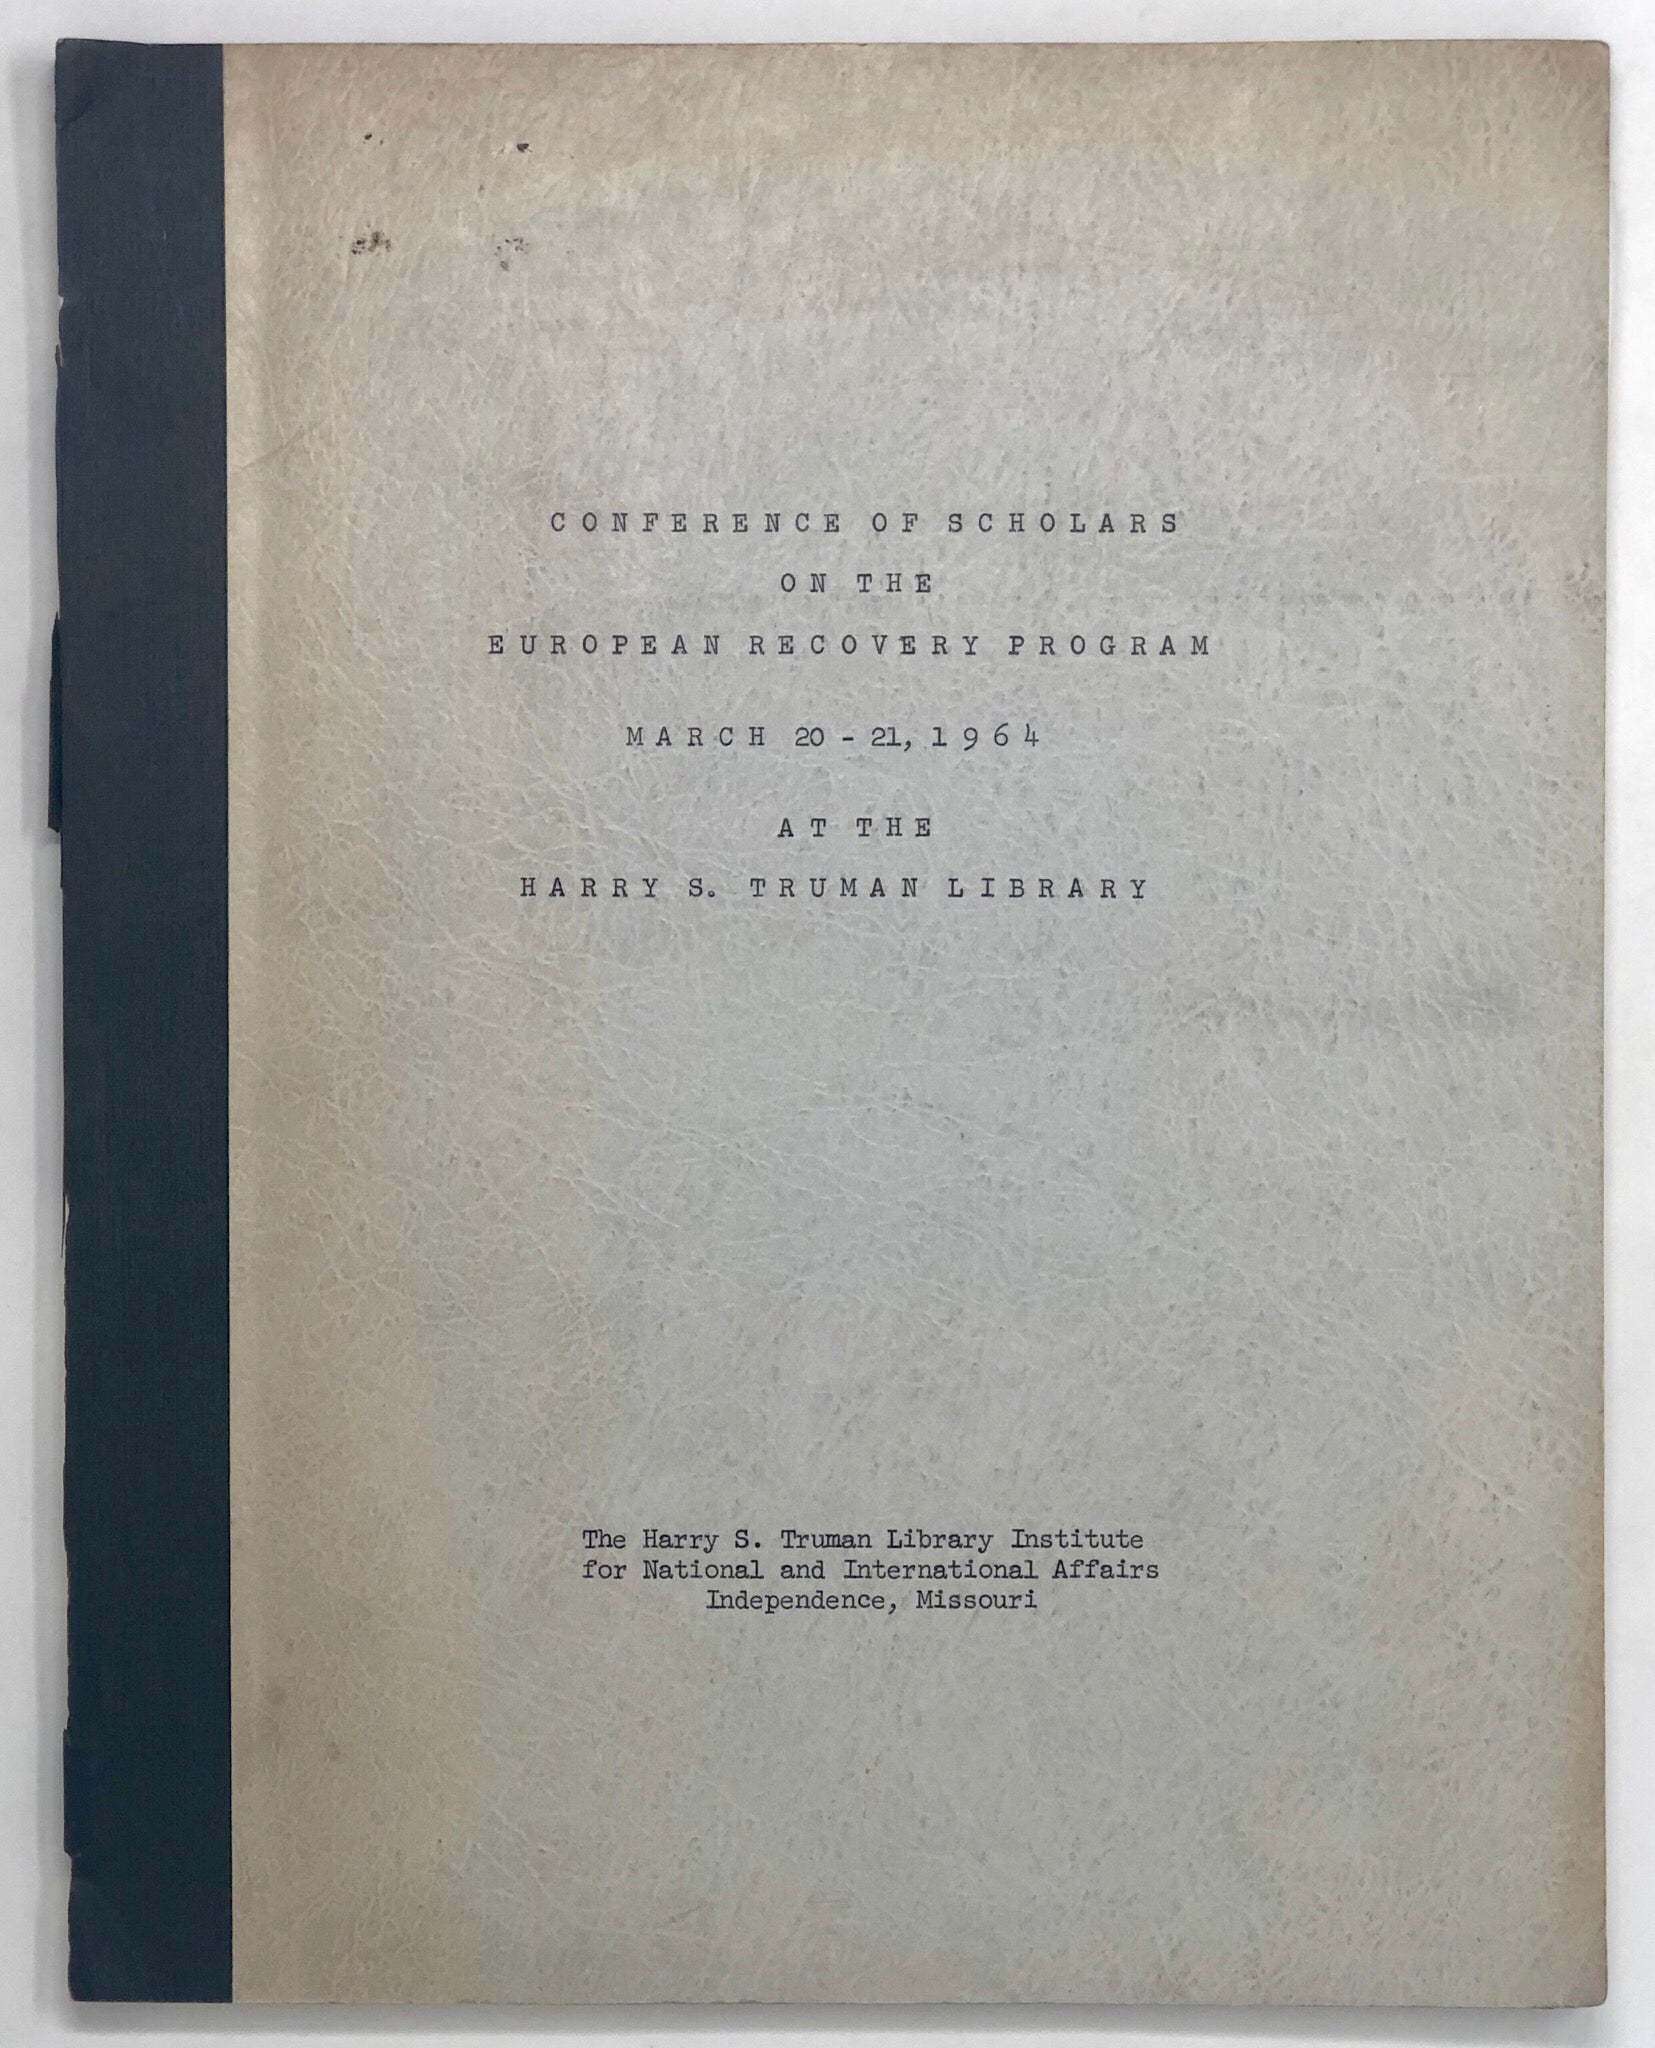 CONFERENCE OF SCHOLARS
ON THE
EUROPEAN RECOVERY PROGRAM
MARCH 20 - 21, 1964
AT THE
HARRY S. TRUMAN LIBRARY
The Harry S. Truman Library Institute
for National and International Affairs
Independence, Missouri